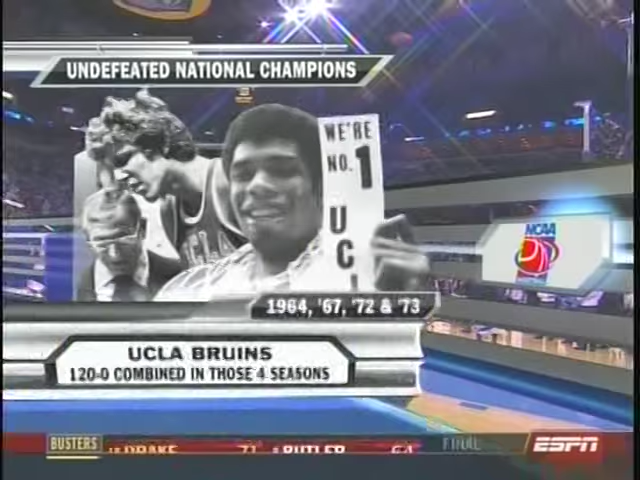 UNDEFEATED NATIONAL CHAMPIONS
WE'RE
NO. 1
U
C
UCLA
NCAA
1964, '67, '72 & '73
UCLA BRUINS
120-0 COMBINED IN THOSE 4 SEASONS
BUSTERS
DRAKE 71 BUTLER 64 FINAL
ESPN